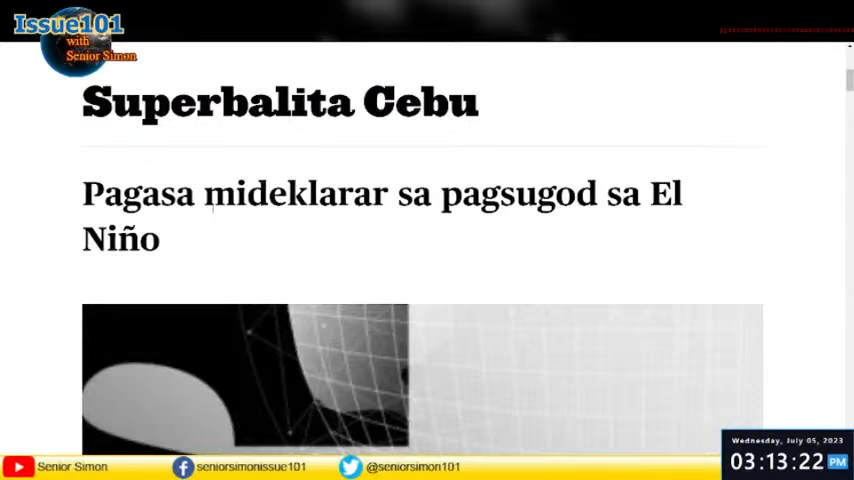 Issue101
with
Senior Simon
Superbalita Cebu
Pagasa mideklarar sa pagsugod sa El
Niño
Wednesday, July 05, 2023
03:13:22 PM
Senior Simon
seniorsimonissue101
@seniorsimon101